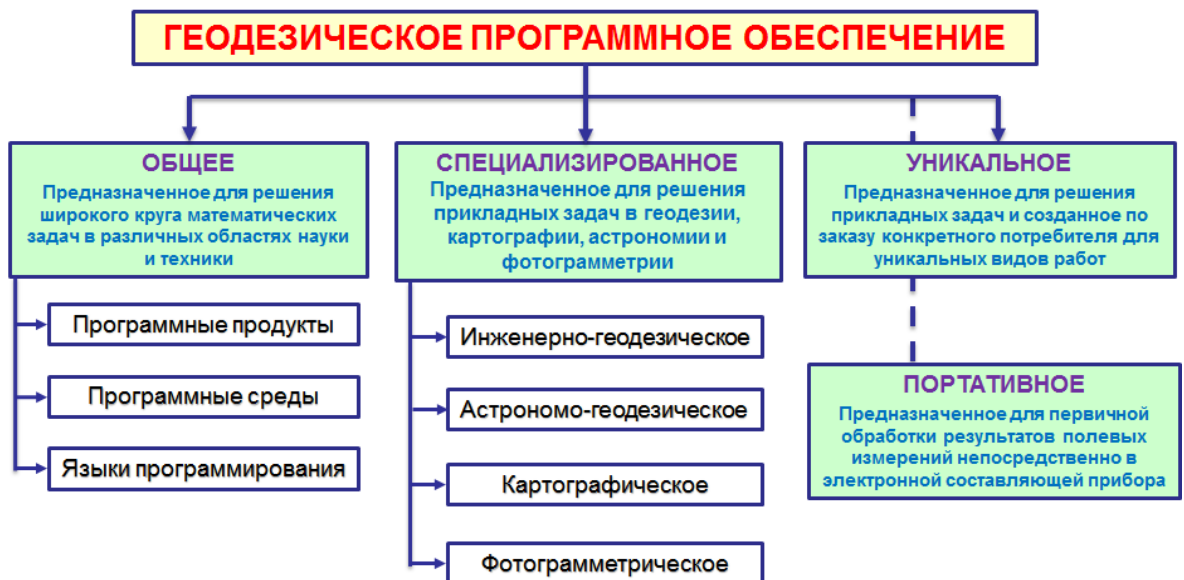 ГЕОДЕЗИЧЕСКОЕ ПРОГРАММНОЕ ОБЕСПЕЧЕНИЕ
ОБЩЕЕ
Предназначенное для решения
широкого круга математических
задач в различных областях науки
и техники
Программные продукты
Программные среды
Языки программирования
СПЕЦИАЛИЗИРОВАННОЕ
Предназначенное для решения
прикладных задач в геодезии,
картографии, астрономии и
фотограмметрии
Инженерно-геодезическое
Астрономо-геодезическое
Картографическое
Фотограмметрическое
УНИКАЛЬНОЕ
Предназначенное для решения
прикладных задач и созданное по
заказу конкретного потребителя для
уникальных видов работ
ПОРТАТИВНОЕ
Предназначенное для первичной
обработки результатов полевых
измерений непосредственно в
электронной составляющей прибора